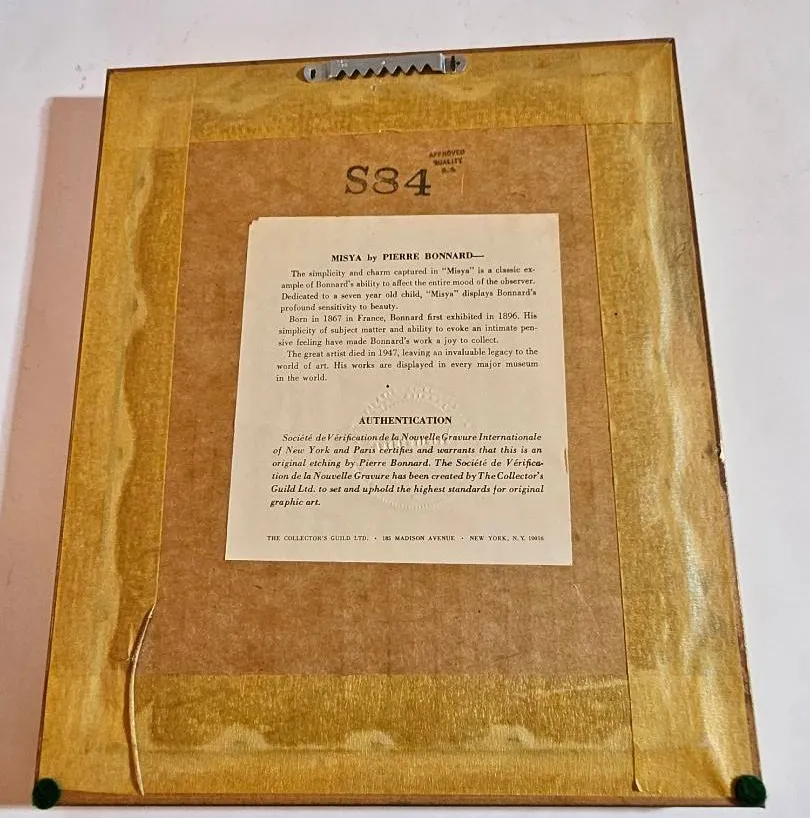 APPROVED
QUALITY
S84
MISYA by PIERRE BONNARD—
The simplicity and charm captured in "Misya" is a classic ex-
ample of Bonnard's ability to affect the entire mood of the observer.
Dedicated to a seven year old child, "Misya" displays Bonnard's
profound sensitivity to beauty.
Born in 1867 in France, Bonnard first exhibited in 1896. His
simplicity of subject matter and ability to evoke an intimate pen-
sive feeling have made Bonnard's work a joy to collect.
The great artist died in 1947, leaving an invaluable legacy to the
world of art. His works are displayed in every major museum
in the world.
AUTHENTICATION
Société de Vérification de la Nouvelle Gravure Internationale
of New York and Paris certifies and warrants that this is an
original etching by Pierre Bonnard. The Société de Vérifica-
tion de la Nouvelle Gravure has been created by The Collector's
Guild Ltd. to set and uphold the highest standards for original
graphic art.
THE COLLECTOR'S GUILD LTD. • 185 MADISON AVENUE • NEW YORK, N.Y. 10016